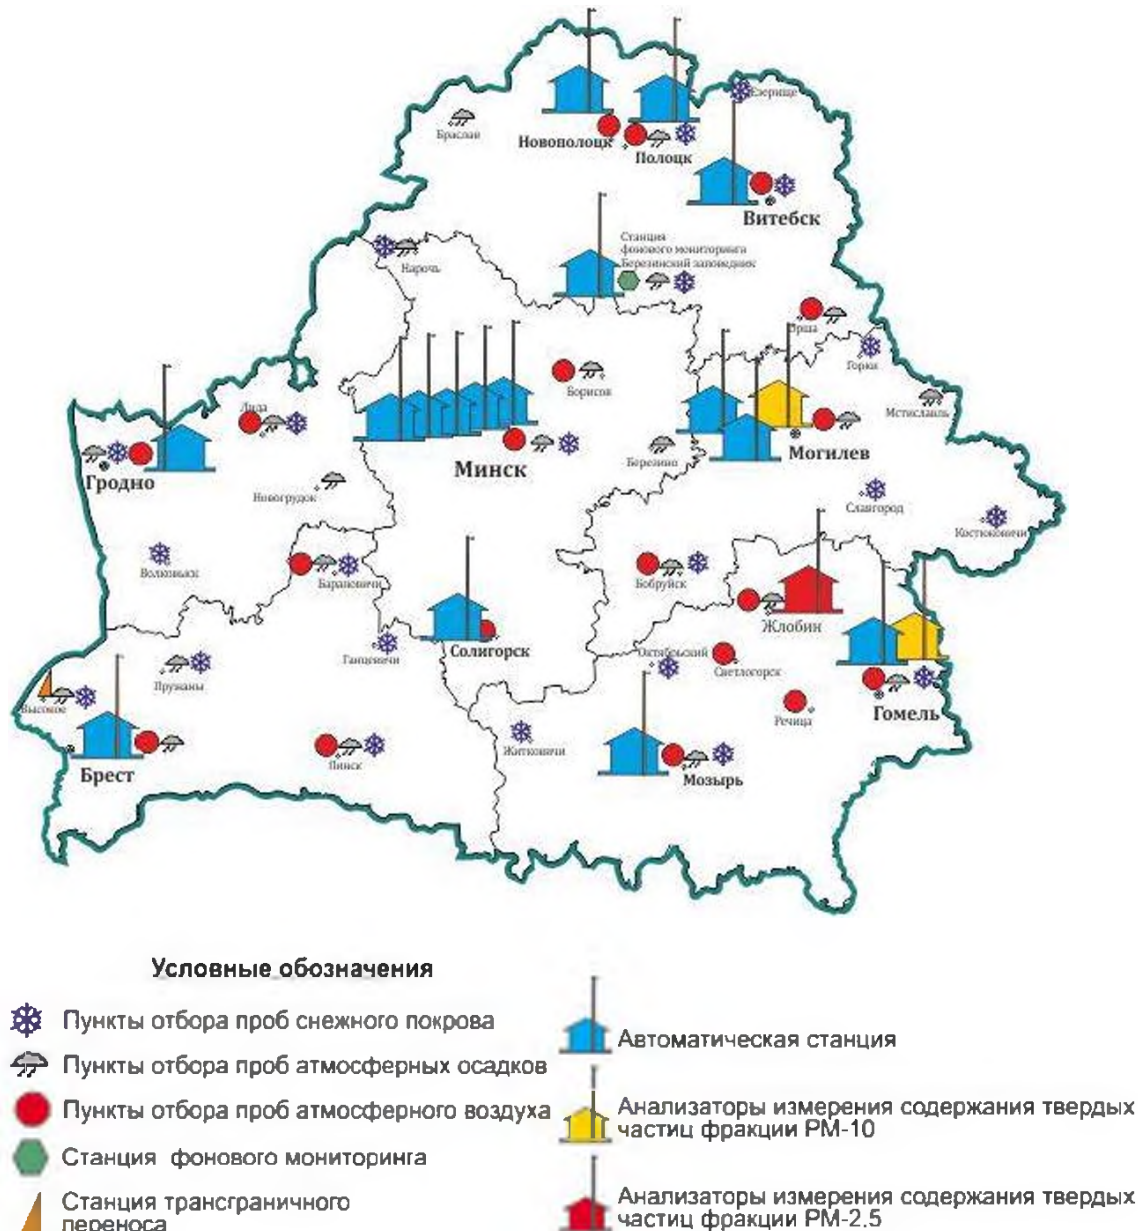 Езерище
Браслав
Новополоцк
Полоцк
Витебск
Станция
фонового мониторинга
Березинский заповедник
Нарочь
Орша
Горки
Борисов
Мстиславль
Лида
Минск
Березино
Могилев
Гродно
Новогрудок
Славгород
Костюковичи
Волковыск
Барановичи
Бобруйск
Жлобин
Солигорск
Ганцевичи
Октябрьский
Светлогорск
Пружаны
Высокое
Речица
Гомель
Житковичи
Брест
Пинск
Мозырь
Условные обозначения
Пункты отбора проб снежного покрова
Пункты отбора проб атмосферных осадков
Пункты отбора проб атмосферного воздуха
Станция фонового мониторинга
Станция трансграничного
переноса
Автоматическая станция
Анализаторы измерения содержания твердых
частиц фракции РМ-10
Анализаторы измерения содержания твердых
частиц фракции РМ-2.5